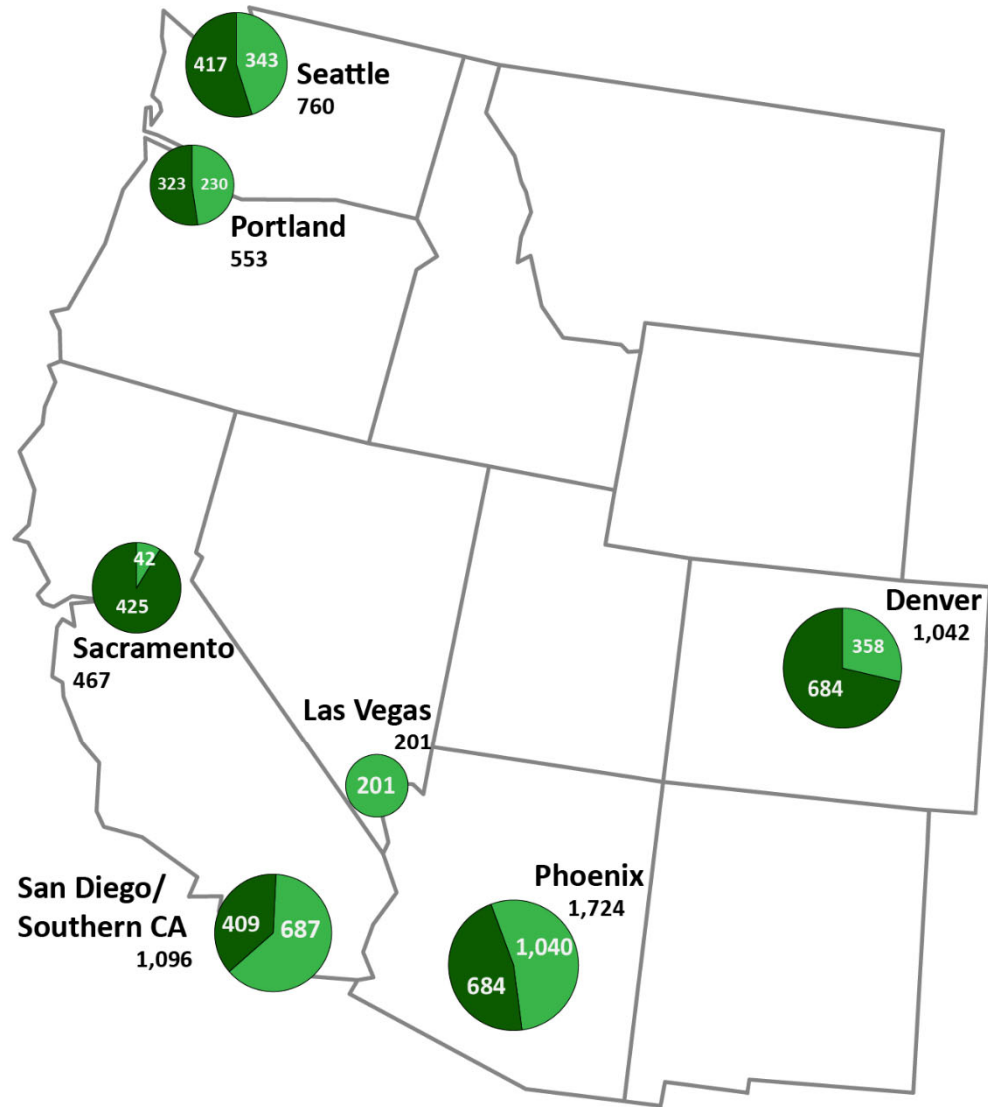 417 343
Seattle
760
323 230
Portland
553
42
425
Sacramento
467
Denver
1,042
358
684
Las Vegas
201
201
San Diego/
Southern CA
1,096
409 687
Phoenix
1,724
1,040
684